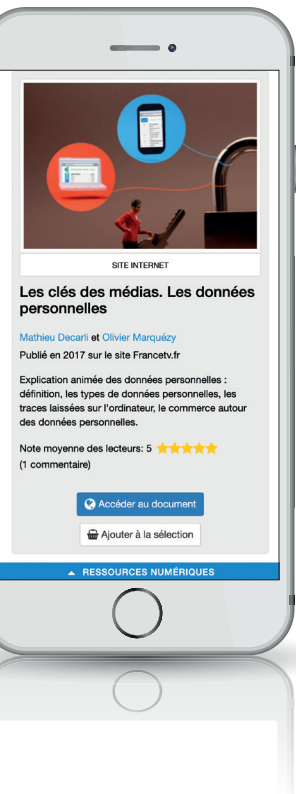 SITE INTERNET
Les clés des médias. Les données
personnelles
Mathieu Decarli et Olivier Marquézy
Publié en 2017 sur le site Francetv.fr
Explication animée des données personnelles :
définition, les types de données personnelles, les
traces laissées sur l'ordinateur, le commerce autour
des données personnelles.
Note moyenne des lecteurs: 5
(1 commentaire)
Accéder au document
Ajouter à la sélection
RESSOURCES NUMÉRIQUES